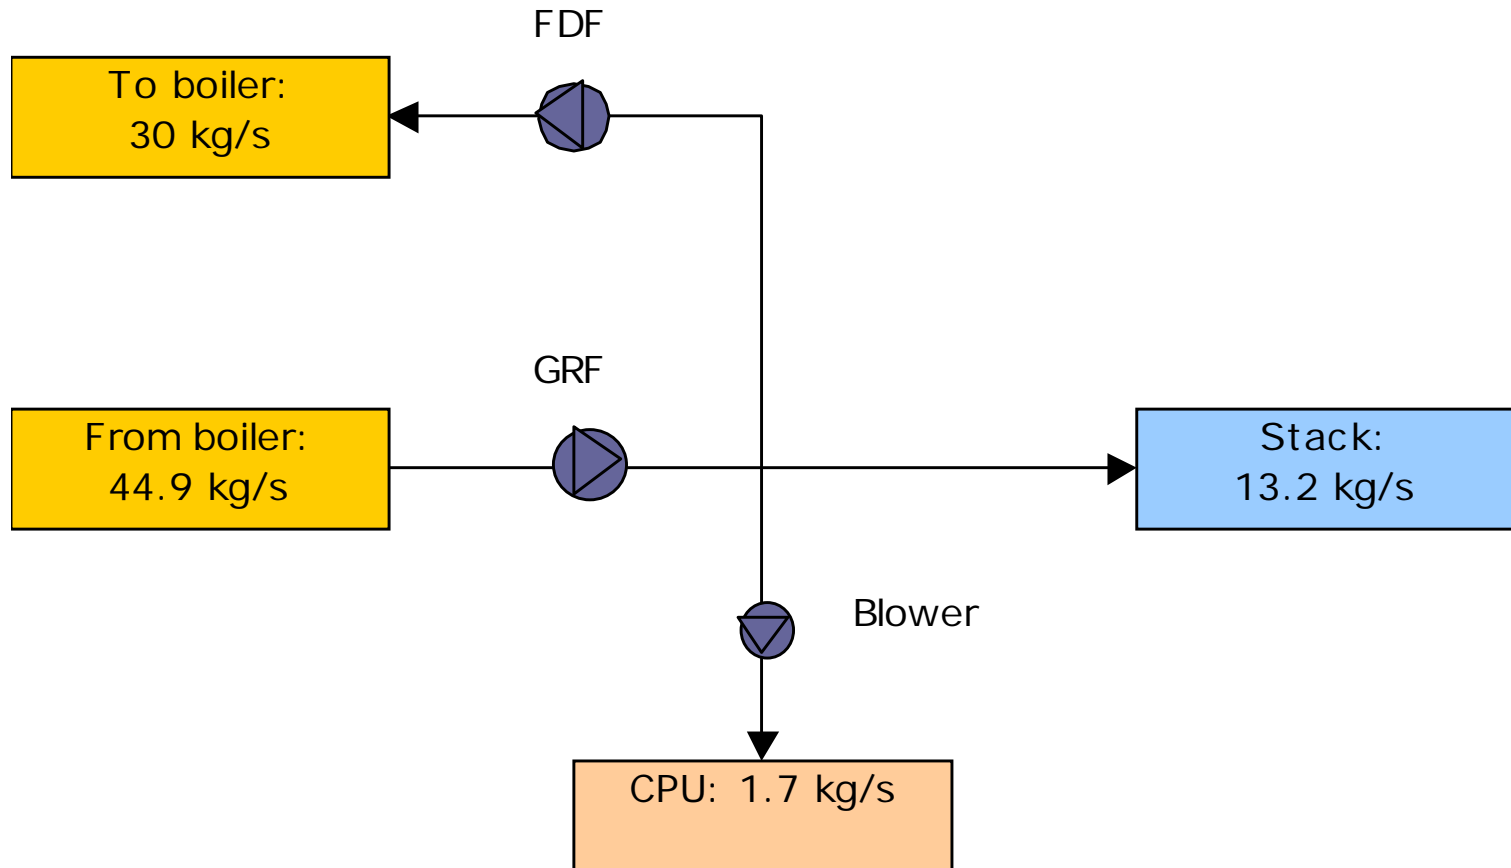 FDF
To boiler:
30 kg/s
GRF
From boiler:
44.9 kg/s
Stack:
13.2 kg/s
Blower
CPU: 1.7 kg/s